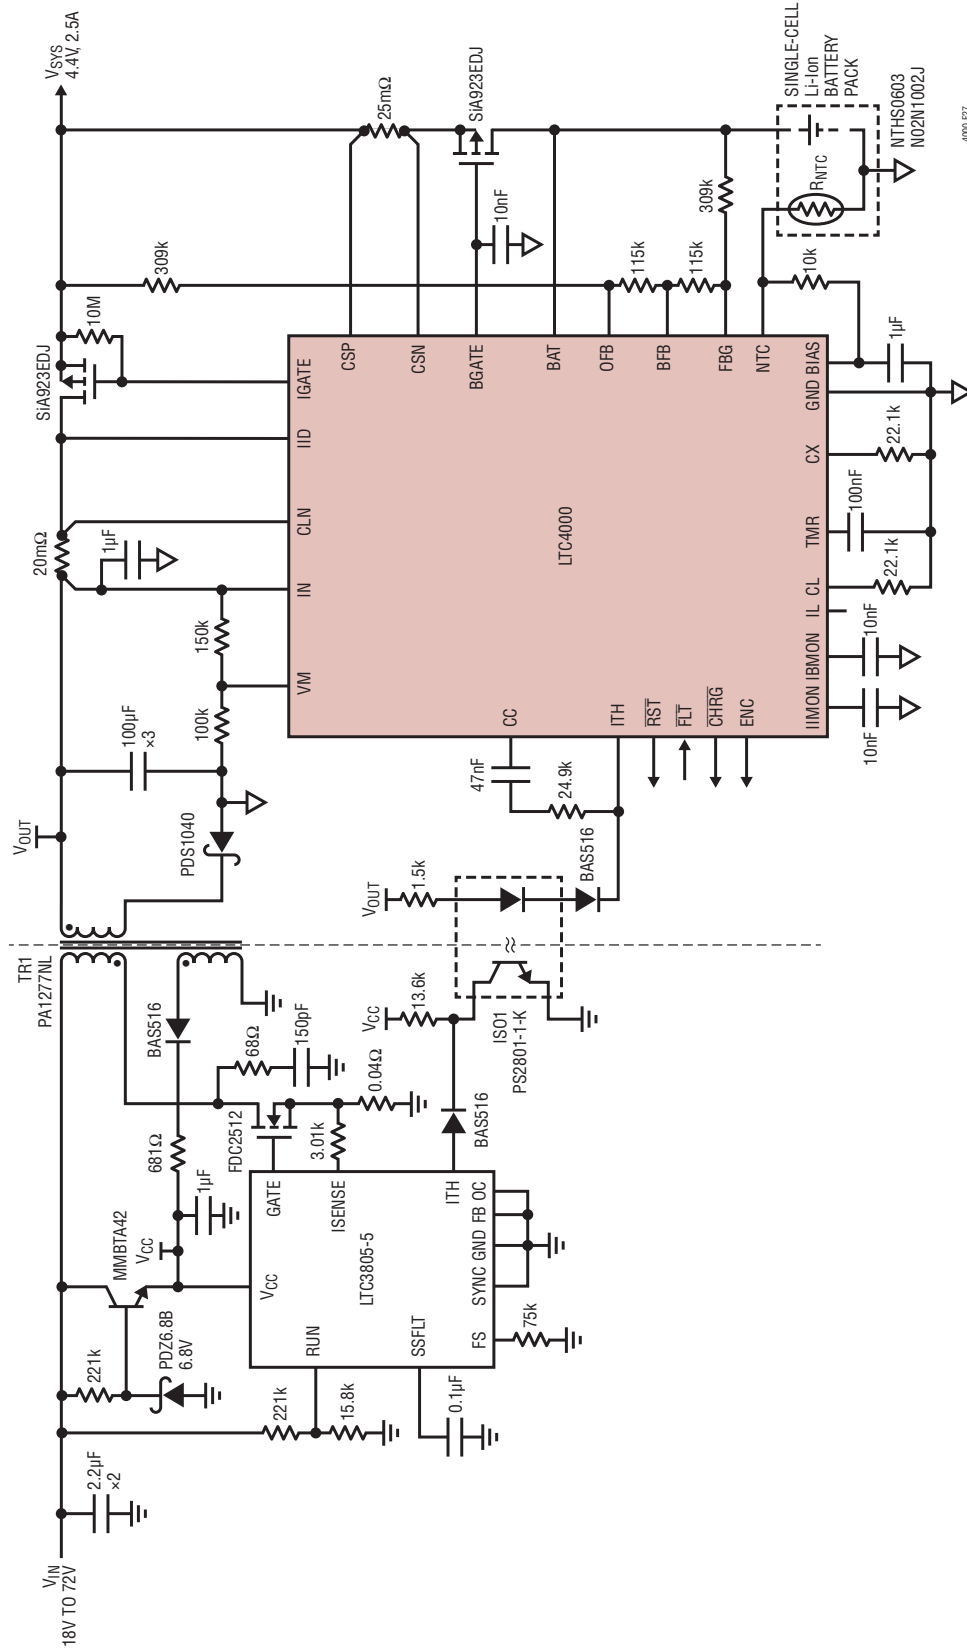 VIN
18V TO 72V
2.2µF
×2
221k
MMBTA42
VCC
PDZ6.8B
6.8V
221k
15.8k
0.1µF
681Ω
1µF
BAS516
TR1
PA1277NL
VCC
RUN
SSFLT
LTC3805-5
GATE
ISENSE
ITH
FS
SYNC
GND
FB
OC
75k
FDC2512
68Ω
150pF
3.01k
0.04Ω
BAS516
VCC
13.6k
ISO1
PS2801-1-K
VOUT
1.5k
BAS516
VOUT
PDS1040
100µF
×3
100k
150k
20mΩ
1µF
47nF
24.9k
SiA923EDJ
10M
309k
VSYS
4.4V, 2.5A
VM
IN
CLN
IID
IGATE
CC
ITH
RST
FLT
CHRG
ENC
LTC4000
CSP
CSN
BGATE
BAT
OFB
BFB
FBG
NTC
IIMON
IBMON
IL
CL
TMR
CX
GND
BIAS
10nF
10nF
22.1k
100nF
22.1k
1µF
25mΩ
SiA923EDJ
10nF
115k
115k
309k
10k
RNTC
SINGLE-CELL
Li-Ion
BATTERY
PACK
NTHS0603
N02N1002J
4000 F27